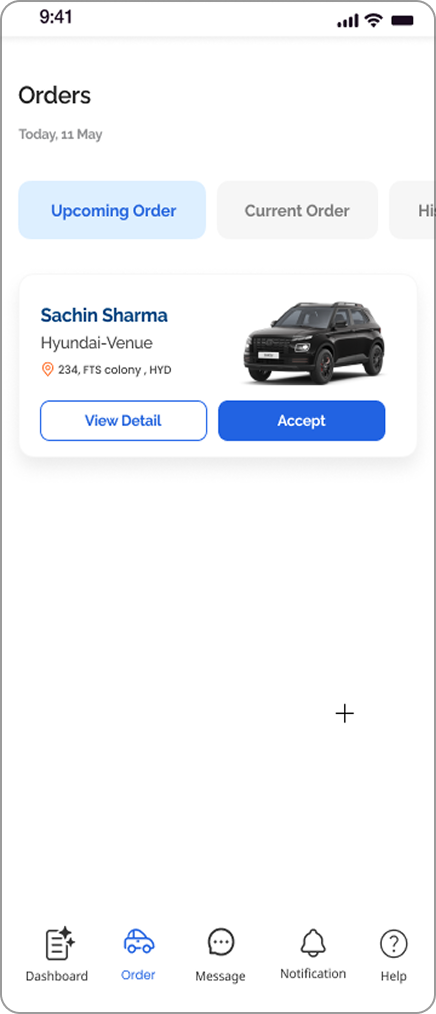 9:41
Orders
Today, 11 May
Upcoming Order
Current Order
His
Sachin Sharma
Hyundai-Venue
234, FTS colony , HYD
View Detail
Accept
Dashboard
Order
Message
Notification
Help